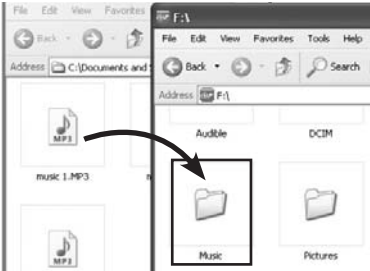 File Edit View Favorites
Back
Address C:\Documents and
MP3
music 1.MP3
MP3
F:\
File Edit View Favorites Tools Help
Back Search
Address F:\
Audible DCIM
Music Pictures